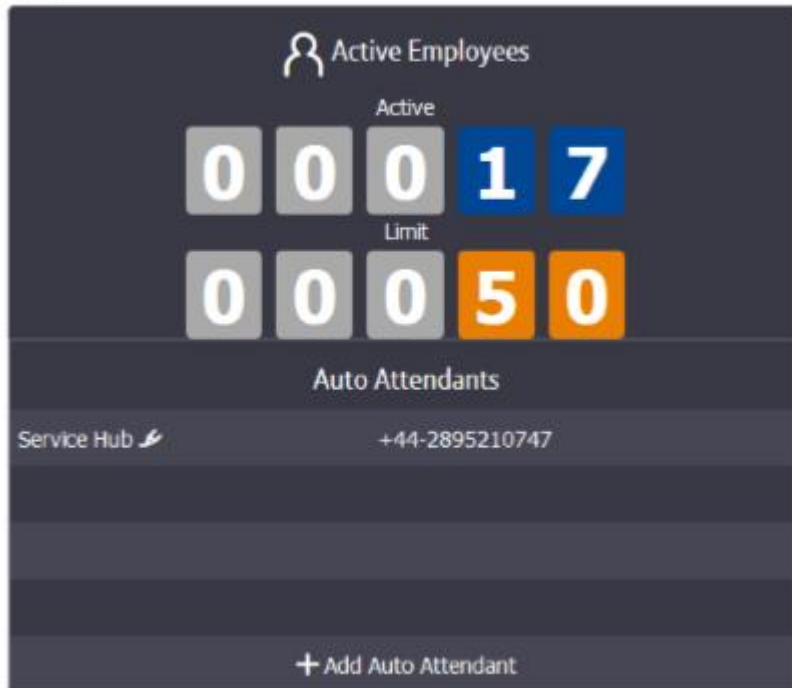 Active Employees
Active
0 0 0 1 7
Limit
0 0 0 5 0
Auto Attendants
Service Hub +44-2895210747
+ Add Auto Attendant